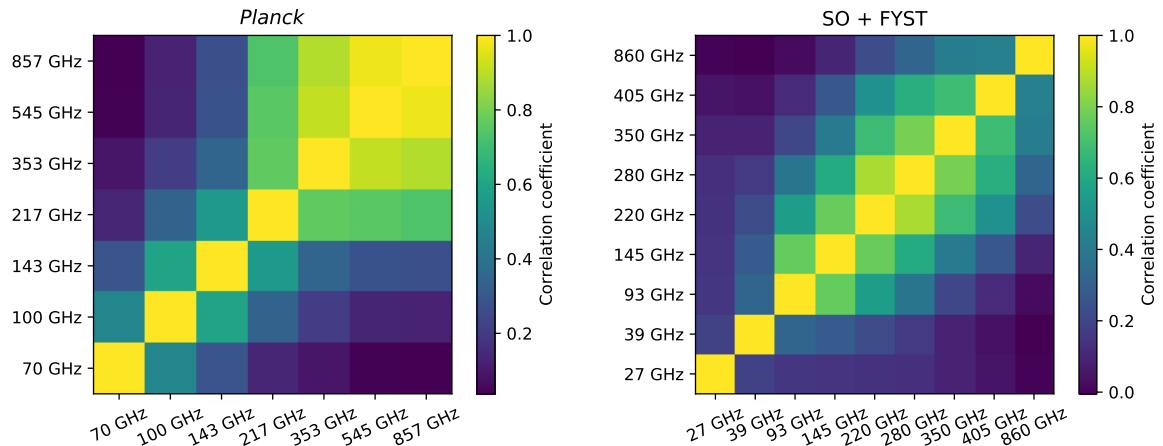 Planck
857 GHz
545 GHz
353 GHz
217 GHz
143 GHz
100 GHz
70 GHz
70 GHz
100 GHz
143 GHz
217 GHz
353 GHz
545 GHz
857 GHz
1.0
0.8
0.6
0.4
0.2
Correlation coefficient
SO + FYST
860 GHz
405 GHz
350 GHz
280 GHz
220 GHz
145 GHz
93 GHz
39 GHz
27 GHz
27 GHz
39 GHz
93 GHz
145 GHz
220 GHz
280 GHz
350 GHz
405 GHz
860 GHz
1.0
0.8
0.6
0.4
0.2
0.0
Correlation coefficient